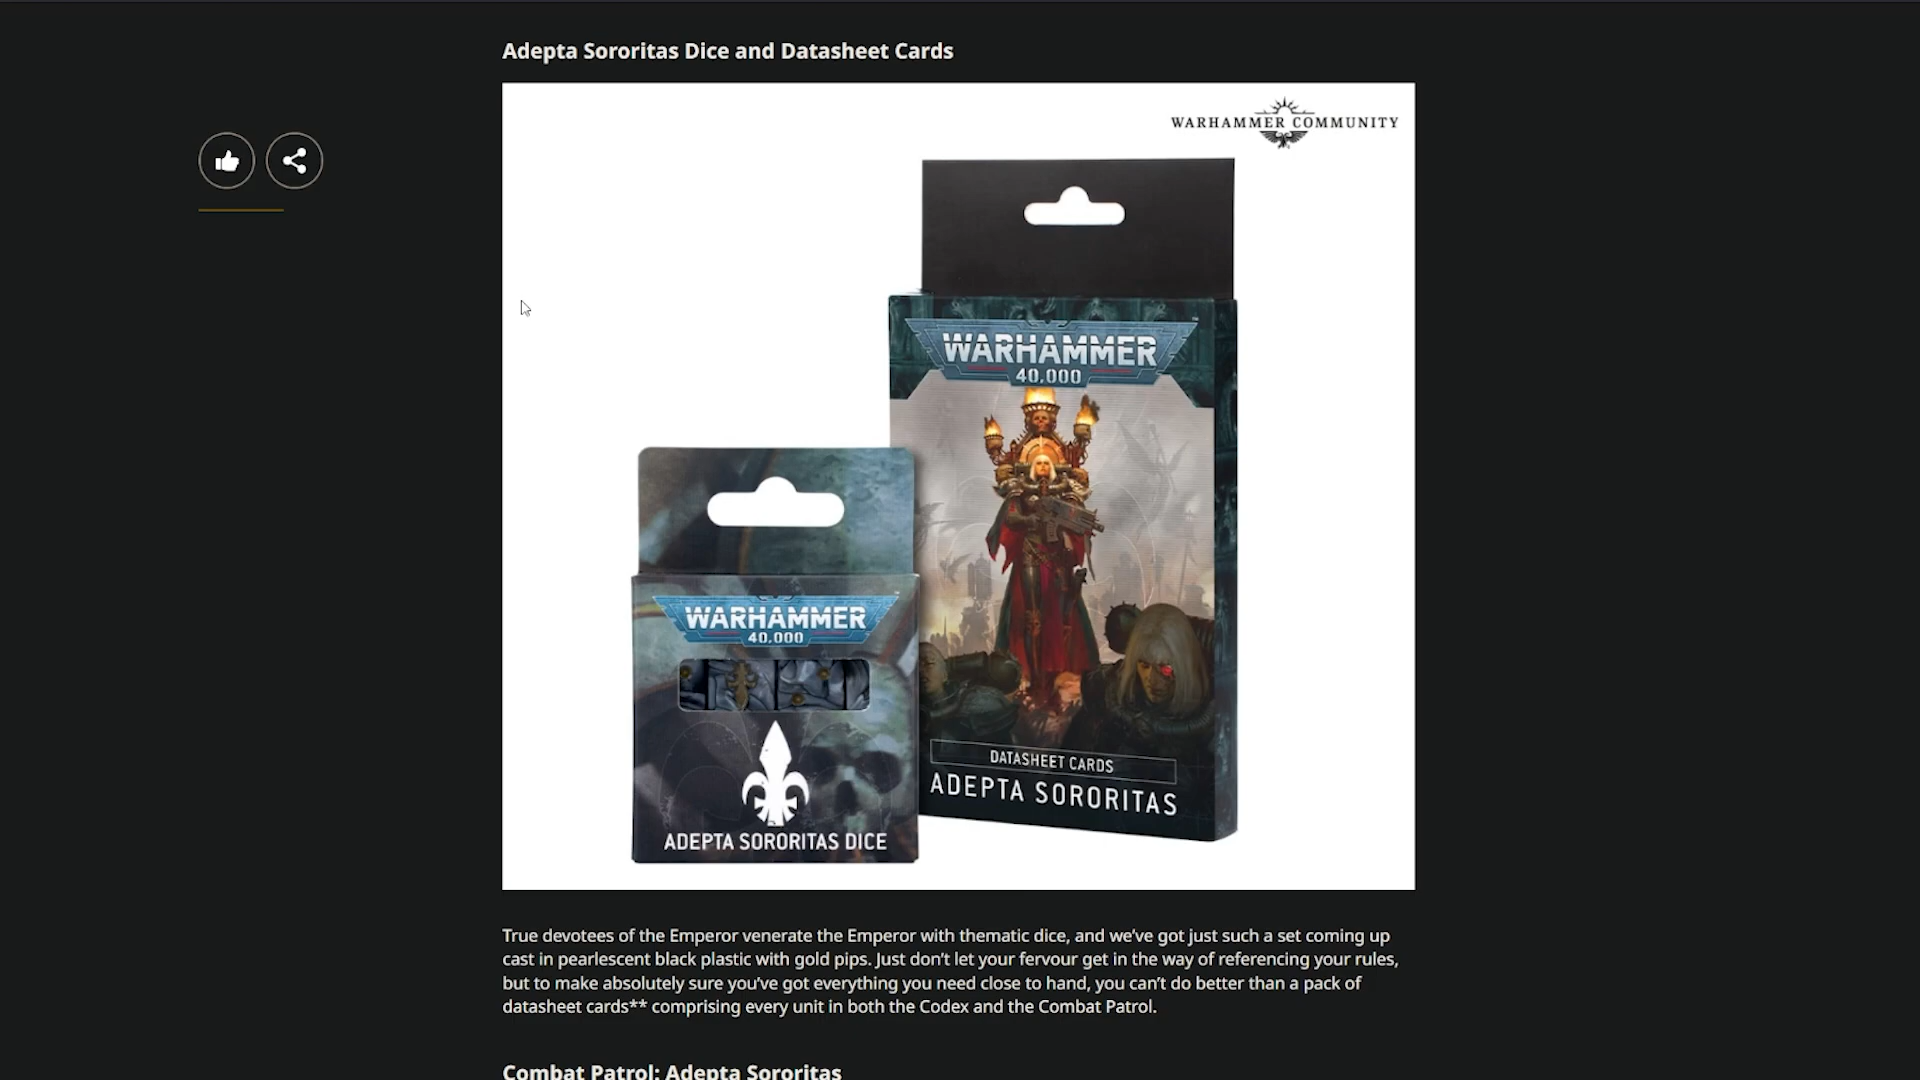 Adepta Sororitas Dice and Datasheet Cards
WARHAMMER COMMUNITY
WARHAMMER
40,000
WARHAMMER
40,000
DATASHEET CARDS
ADEPTA SORORITAS
ADEPTA SORORITAS DICE
True devotees of the Emperor venerate the Emperor with thematic dice, and we’ve got just such a set coming up
cast in pearlescent black plastic with gold pips. Just don’t let your fervour get in the way of referencing your rules,
but to make absolutely sure you’ve got everything you need close to hand, you can’t do better than a pack of
datasheet cards** comprising every unit in both the Codex and the Combat Patrol.
Combat Patrol: Adepta Sororitas